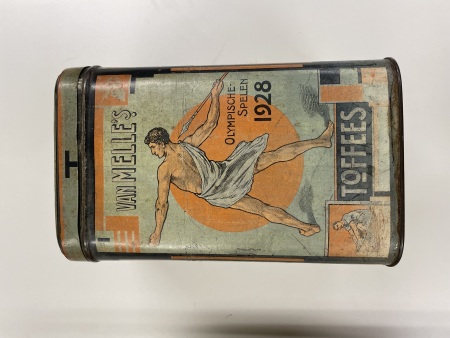 VAN MELLE'S
OLYMPISCHE-
SPELEN
1928
TOFFEES